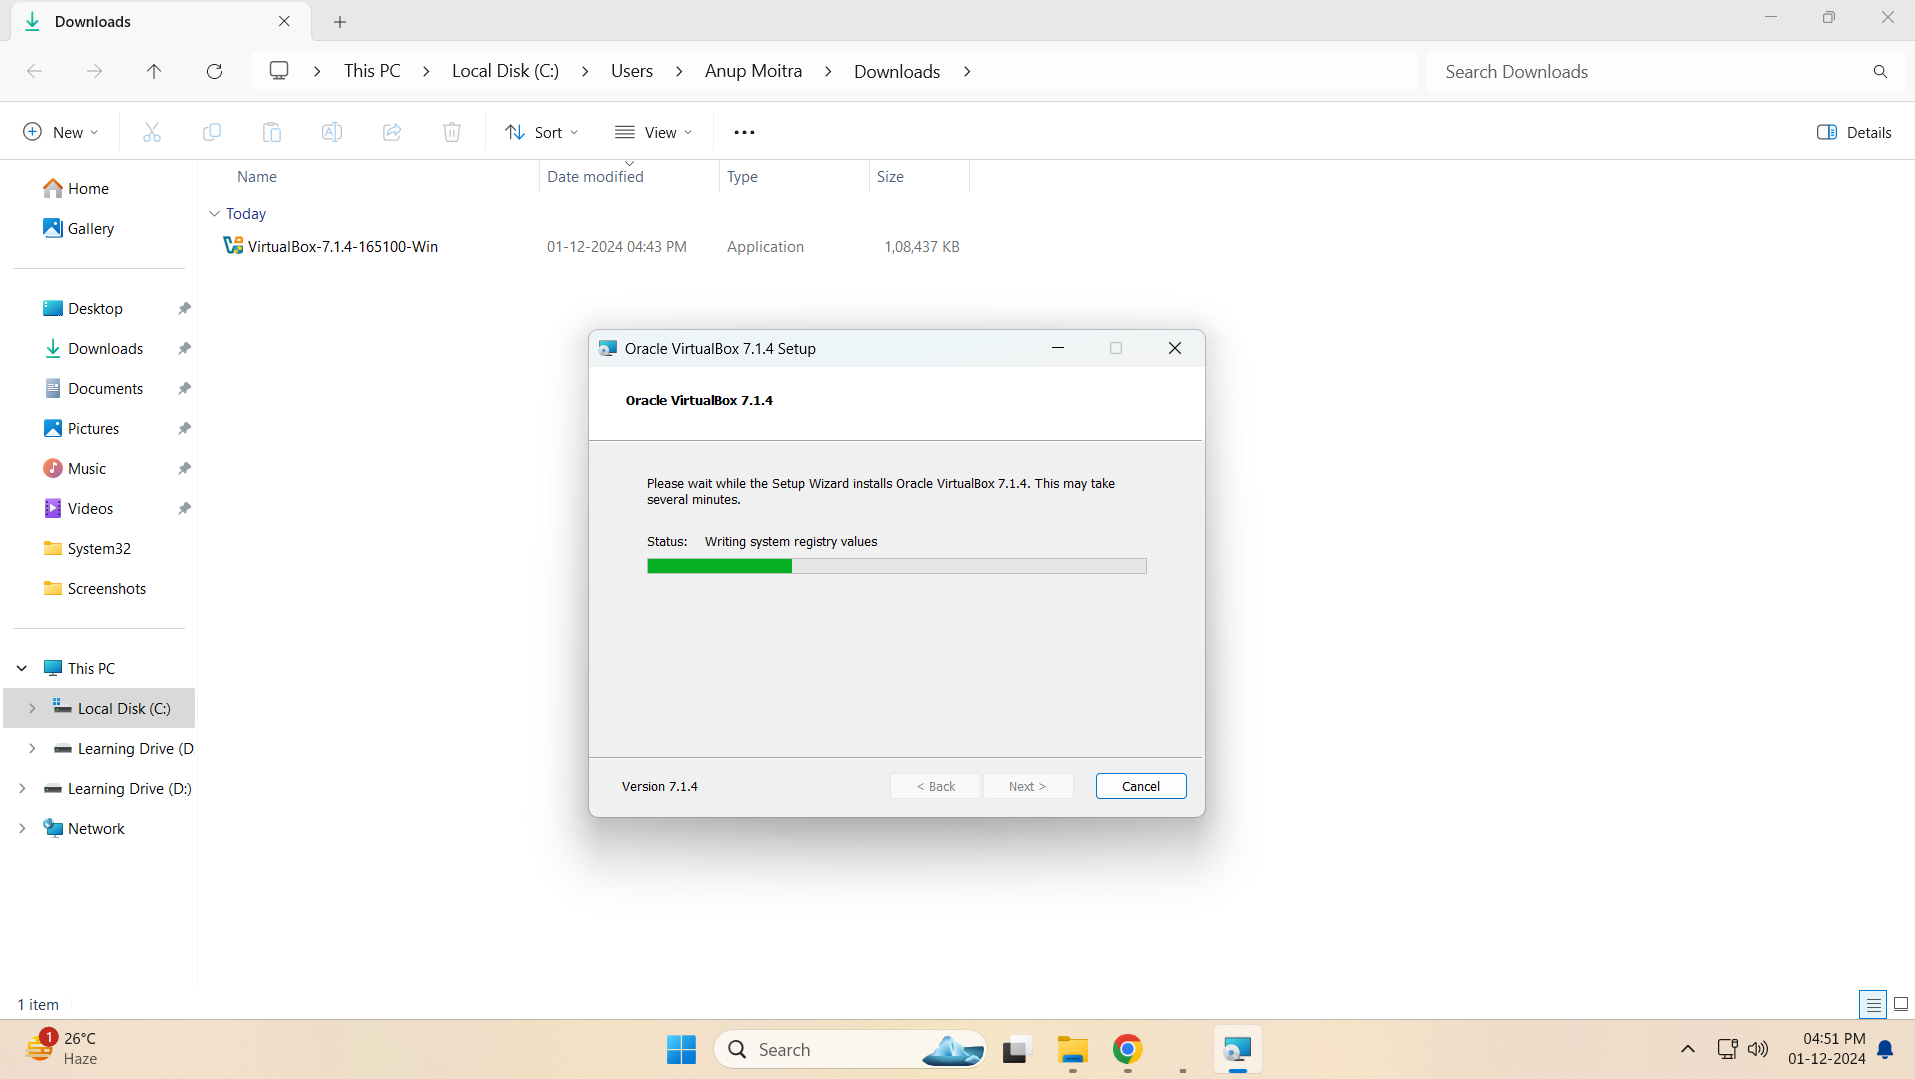 Downloads
This PC
Local Disk (C:)
Users
Anup Moitra
Downloads
Search Downloads
New
Sort
View
Details
Name
Date modified
Type
Size
Today
VirtualBox-7.1.4-165100-Win
01-12-2024 04:43 PM
Application
1,08,437 KB
Home
Gallery
Desktop
Downloads
Documents
Pictures
Music
Videos
System32
Screenshots
This PC
Local Disk (C:)
Learning Drive (D
Learning Drive (D:)
Network
Oracle VirtualBox 7.1.4 Setup
Oracle VirtualBox 7.1.4
Please wait while the Setup Wizard installs Oracle VirtualBox 7.1.4. This may take
several minutes.
Status: Writing system registry values
Version 7.1.4
< Back
Next >
Cancel
1 item
1
26°C
Haze
Search
04:51 PM
01-12-2024